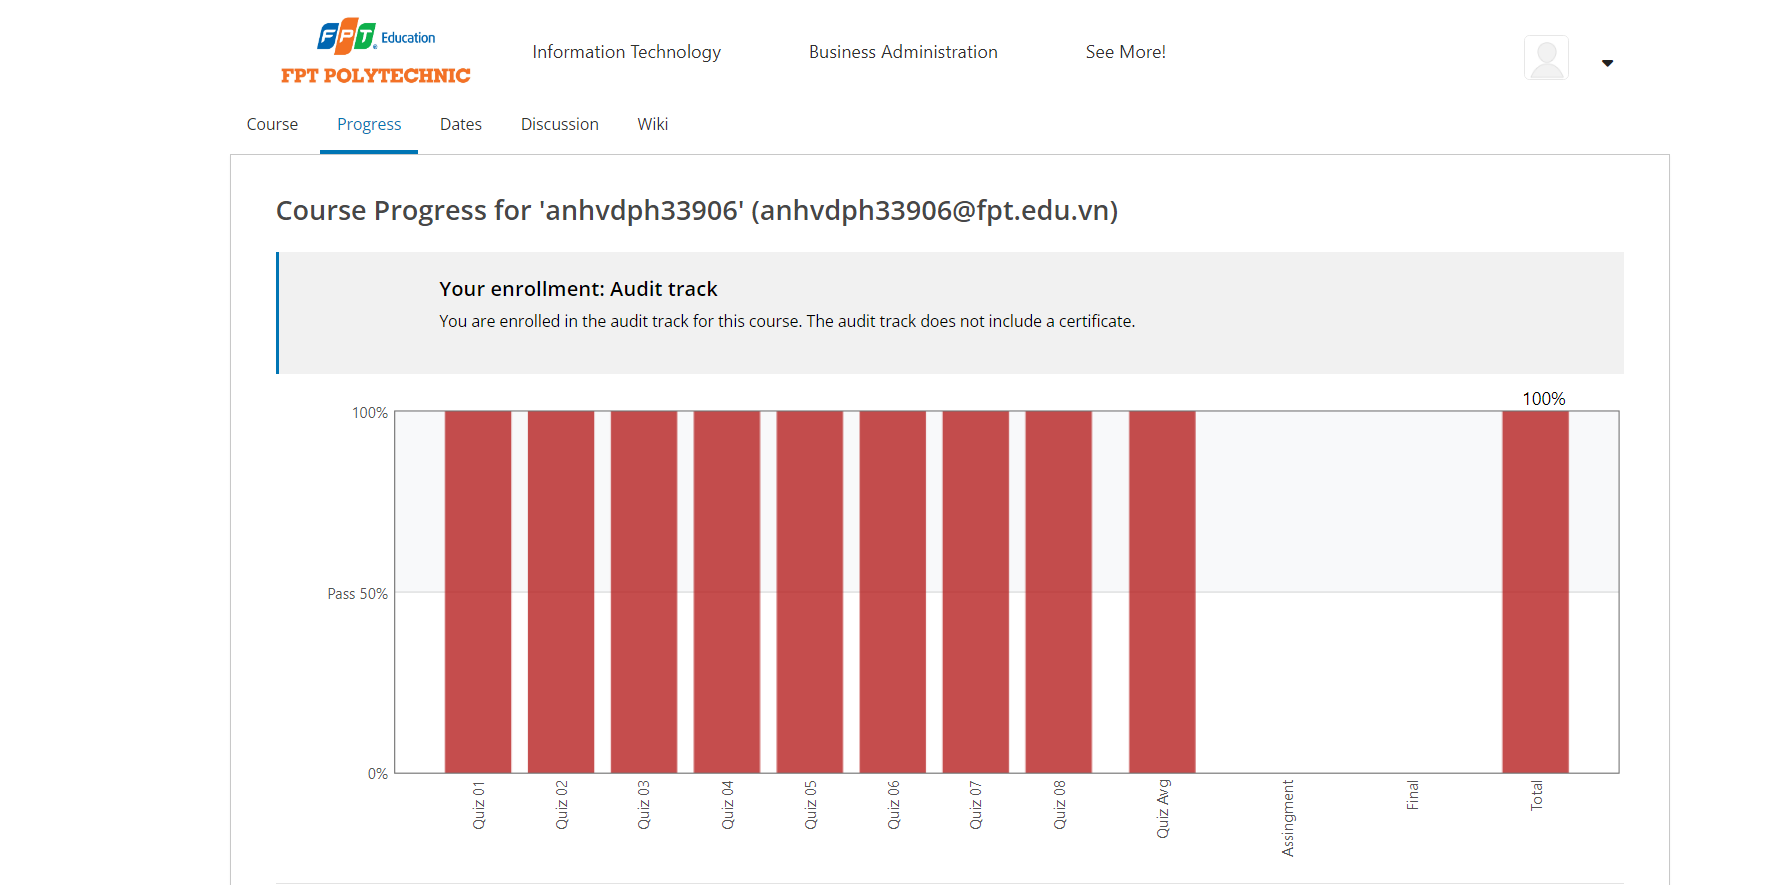 FPT Education
FPT POLYTECHNIC
Information Technology
Business Administration
See More!
Course
Progress
Dates
Discussion
Wiki
Course Progress for 'anhvdph33906' (anhvdph33906@fpt.edu.vn)
Your enrollment: Audit track
You are enrolled in the audit track for this course. The audit track does not include a certificate.
100%
100%
Pass 50%
0%
Quiz 01
Quiz 02
Quiz 03
Quiz 04
Quiz 05
Quiz 06
Quiz 07
Quiz 08
Quiz Avg
Assingment
Final
Total